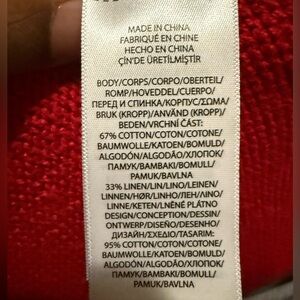 MADE IN CHINA
FABRIQUÉ EN CHINE
HECHO EN CHINA
ÇİN'DE ÜRETİLMİŞTİR
BODY/CORPS/CORPO/OBERTEIL/
ROMP/HOVEDDEL/CUERPO/
ПЕРЕД И СПИНКА/КОРПУС/ΣΩΜΑ/
BRUK (KROPP)/ANVÄND (KROPP)/
BEDEN/VRCHNÍ ČÁST:
67% COTTON/COTON/COTONE/
BAUMWOLLE/KATOEN/BOMULD/
ALGODÓN/ALGODÃO/ХЛОПОК/
ПАМУК/BAMBAKI/BOMULL/
PAMUK/BAVLNA
33% LINEN/LIN/LINO/LEINEN/
LINNEN/HØR/LINHO/ЛЕН/ΛΙΝΟ/
LINNE/KETEN/LNĚNÉ PLÁTNO
DESIGN/CONCEPTION/DESSIN/
ONTWERP/DISEÑO/DESENHO/
ДИЗАЙН/ΣΧΕΔΙΟ/TASARIM:
95% COTTON/COTON/COTONE/
BAUMWOLLE/KATOEN/BOMULD/
ALGODÓN/ALGODÃO/ХЛОПОК/
ПАМУК/BAMBAKI/BOMULL/
PAMUK/BAVLNA